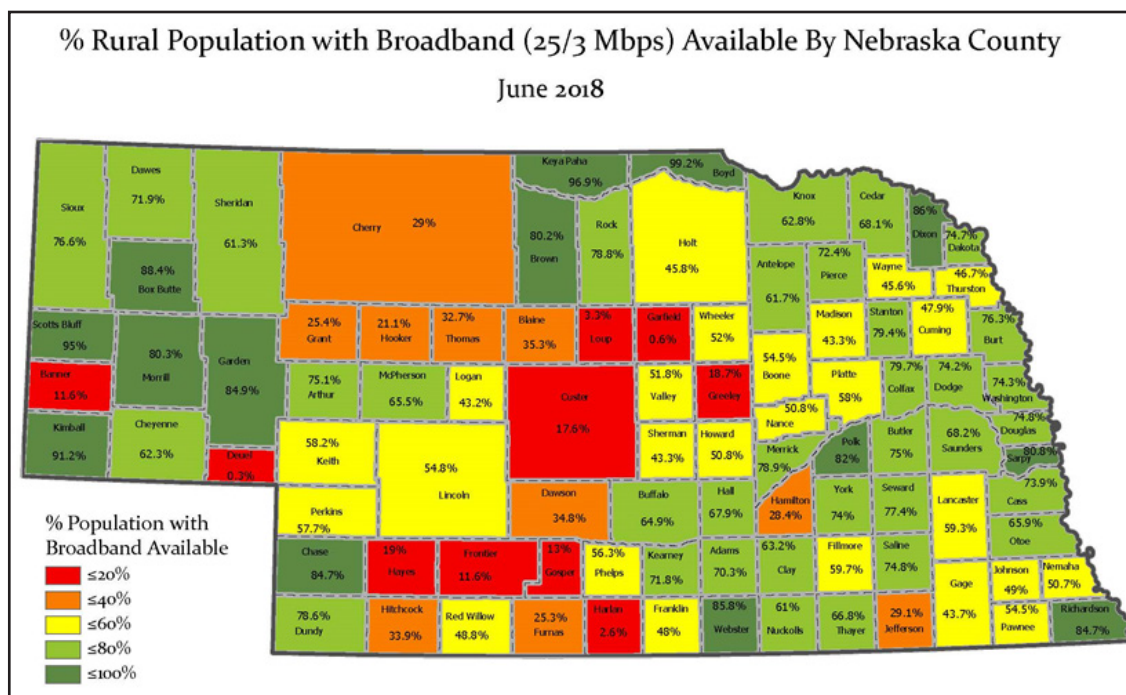 % Rural Population with Broadband (25/3 Mbps) Available By Nebraska County
June 2018
Sioux
76.6%
Dawes
71.9%
Sheridan
61.3%
88.4%
Box Butte
Scotts Bluff
95%
Banner
11.6%
Kimball
91.2%
80.3%
Morrill
Garden
84.9%
Cheyenne
62.3%
Deuel
0.3%
Cherry 29%
Keya Paha
96.9%
99.2%
Boyd
80.2%
Brown
Rock
78.8%
Holt
45.8%
Knox
62.8%
Cedar
68.1%
86%
Dixon
74.7%
Dakota
Antelope
61.7%
72.4%
Pierce
Wayne
45.6%
46.7%
Thurston
25.4%
Grant
21.1%
Hooker
32.7%
Thomas
Blaine
35.3%
3.3%
Loup
Garfield
0.6%
Wheeler
52%
Madison
43.3%
Stanton
79.4%
47.9%
Cuming
76.3%
Burt
75.1%
Arthur
McPherson
65.5%
Logan
43.2%
Custer
17.6%
51.8%
Valley
18.7%
Greeley
54.5%
Boone
Platte
58%
79.7%
Colfax
74.2%
Dodge
74.3%
Washington
50.8%
Nance
74.8%
Douglas
58.2%
Keith
54.8%
Lincoln
Sherman
43.3%
Howard
50.8%
Merrick
78.9%
Polk
82%
Butler
75%
68.2%
Saunders
80.8%
Sarpy
Perkins
57.7%
Dawson
34.8%
Buffalo
64.9%
Hall
67.9%
Hamilton
28.4%
York
74%
Seward
77.4%
Lancaster
59.3%
73.9%
Cass
65.9%
Otoe
Chase
84.7%
19%
Hayes
Frontier
11.6%
13%
Gosper
56.3%
Phelps
Kearney
71.8%
Adams
70.3%
63.2%
Clay
Fillmore
59.7%
Saline
74.8%
Gage
43.7%
Johnson
49%
Nemaha
50.7%
78.6%
Dundy
Hitchcock
33.9%
Red Willow
48.8%
25.3%
Furnas
Harlan
2.6%
Franklin
48%
85.8%
Webster
61%
Nuckolls
66.8%
Thayer
29.1%
Jefferson
54.5%
Pawnee
Richardson
84.7%
% Population with
Broadband Available
≤20%
≤40%
≤60%
≤80%
≤100%